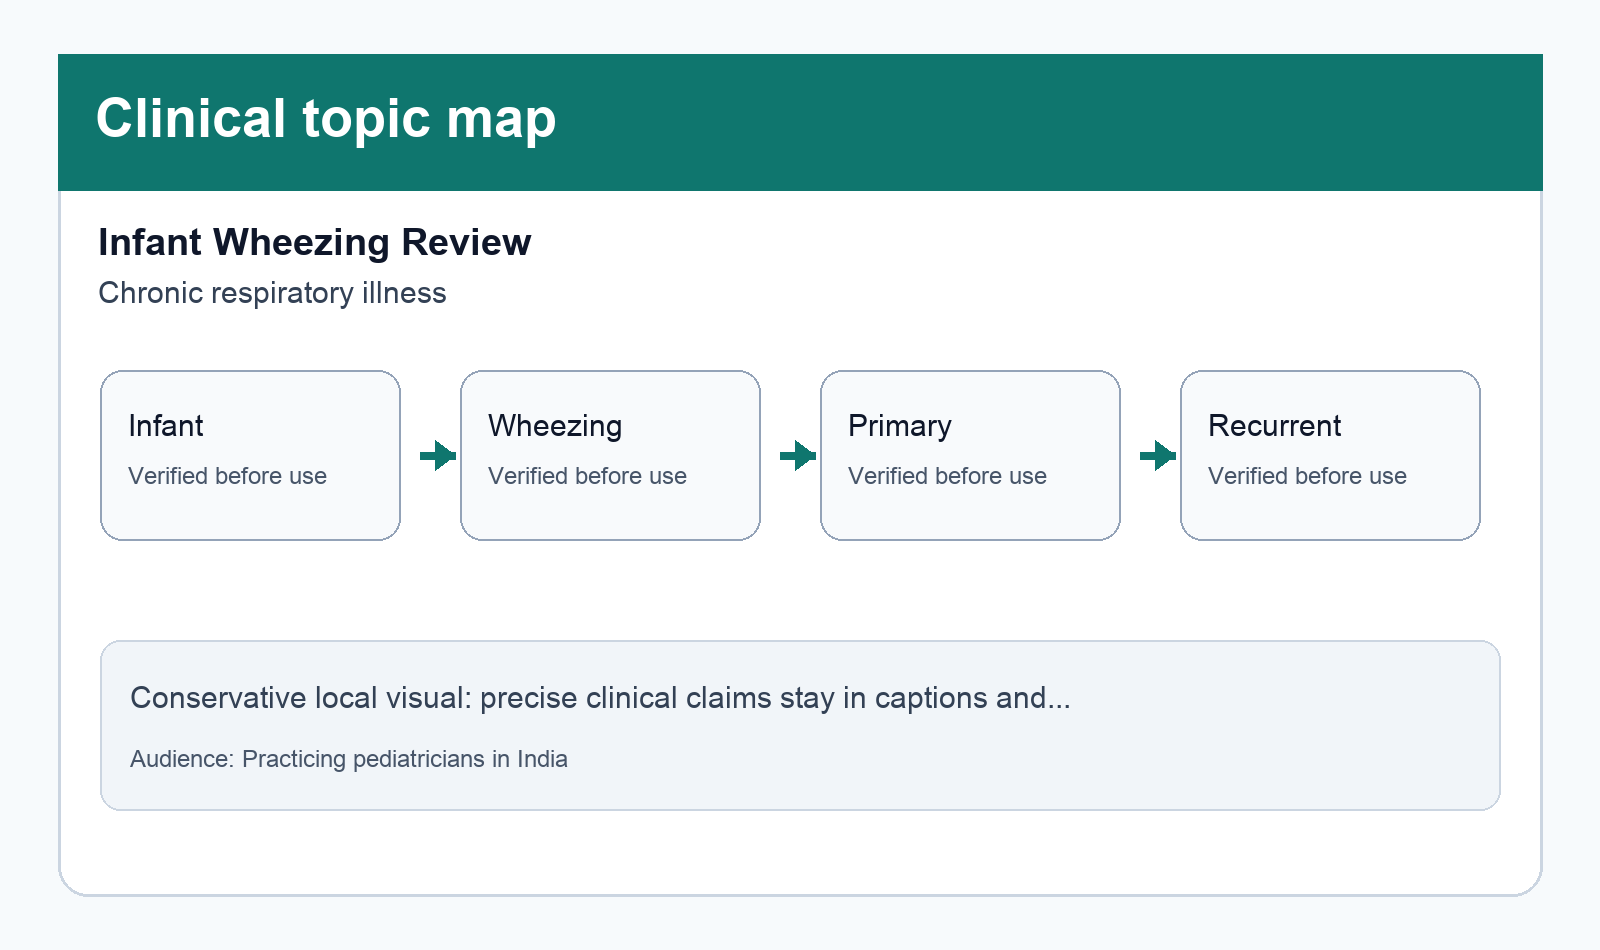 Clinical topic map
Infant Wheezing Review
Chronic respiratory illness
Infant
Verified before use
Wheezing
Verified before use
Primary
Verified before use
Recurrent
Verified before use
Conservative local visual: precise clinical claims stay in captions and...
Audience: Practicing pediatricians in India